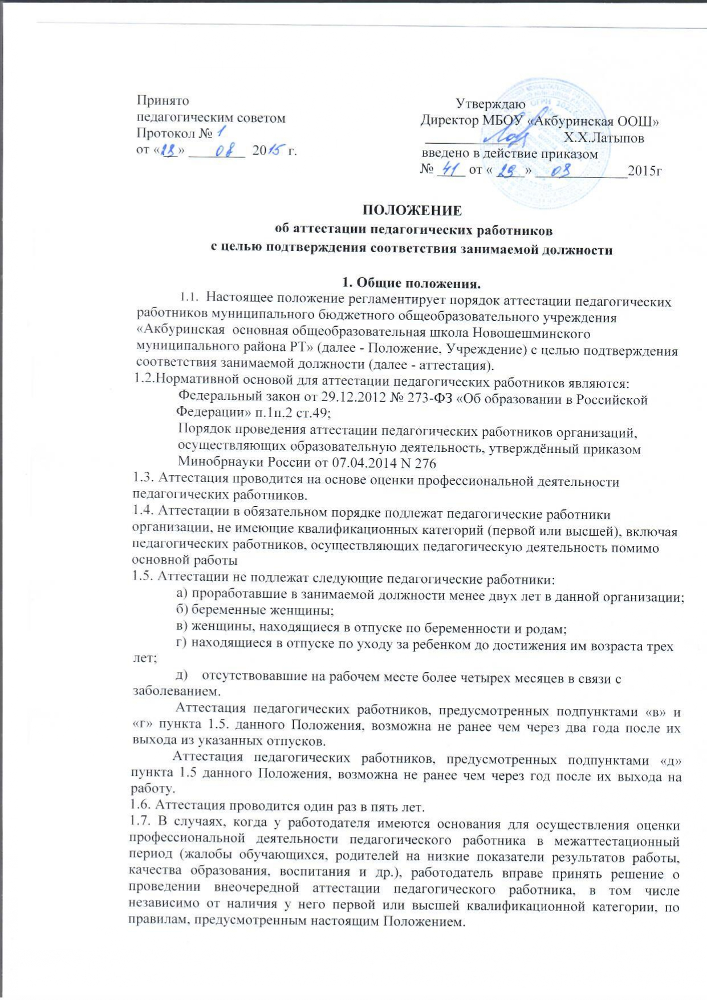 Принято
педагогическим советом
Протокол № 1
от «28» 08 2015 г.
Утверждаю
Директор МБОУ «Акбуринская ООШ»
Х.Х.Латыпов
введено в действие приказом
№ 41 от « 29 » 08 2015г
ПОЛОЖЕНИЕ
об аттестации педагогических работников
с целью подтверждения соответствия занимаемой должности
1. Общие положения.
1.1. Настоящее положение регламентирует порядок аттестации педагогических
работников муниципального бюджетного общеобразовательного учреждения
«Акбуринская основная общеобразовательная школа Новошешминского
муниципального района РТ» (далее - Положение, Учреждение) с целью подтверждения
соответствия занимаемой должности (далее - аттестация).
1.2.Нормативной основой для аттестации педагогических работников являются:
Федеральный закон от 29.12.2012 № 273-ФЗ «Об образовании в Российской
Федерации» п.1п.2 ст.49;
Порядок проведения аттестации педагогических работников организаций,
осуществляющих образовательную деятельность, утверждённый приказом
Минобрнауки России от 07.04.2014 N 276
1.3. Аттестация проводится на основе оценки профессиональной деятельности
педагогических работников.
1.4. Аттестации в обязательном порядке подлежат педагогические работники
организации, не имеющие квалификационных категорий (первой или высшей), включая
педагогических работников, осуществляющих педагогическую деятельность помимо
основной работы
1.5. Аттестации не подлежат следующие педагогические работники:
а) проработавшие в занимаемой должности менее двух лет в данной организации;
б) беременные женщины;
в) женщины, находящиеся в отпуске по беременности и родам;
г) находящиеся в отпуске по уходу за ребенком до достижения им возраста трех
лет;
д) отсутствовавшие на рабочем месте более четырех месяцев в связи с
заболеванием.
Аттестация педагогических работников, предусмотренных подпунктами «в» и
«г» пункта 1.5. данного Положения, возможна не ранее чем через два года после их
выхода из указанных отпусков.
Аттестация педагогических работников, предусмотренных подпунктами «д»
пункта 1.5 данного Положения, возможна не ранее чем через год после их выхода на
работу.
1.6. Аттестация проводится один раз в пять лет.
1.7. В случаях, когда у работодателя имеются основания для осуществления оценки
профессиональной деятельности педагогического работника в межаттестационный
период (жалобы обучающихся, родителей на низкие показатели результатов работы,
качества образования, воспитания и др.), работодатель вправе принять решение о
проведении внеочередной аттестации педагогического работника, в том числе
независимо от наличия у него первой или высшей квалификационной категории, по
правилам, предусмотренным настоящим Положением.